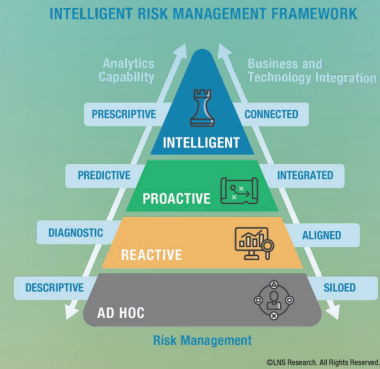 INTELLIGENT RISK MANAGEMENT FRAMEWORK
Analytics
Capability
Business and
Technology Integration
PRESCRIPTIVE
CONNECTED
INTELLIGENT
PREDICTIVE
INTEGRATED
PROACTIVE
DIAGNOSTIC
ALIGNED
REACTIVE
DESCRIPTIVE
SILOED
AD HOC
Risk Management
©LNS Research. All Rights Reserved.